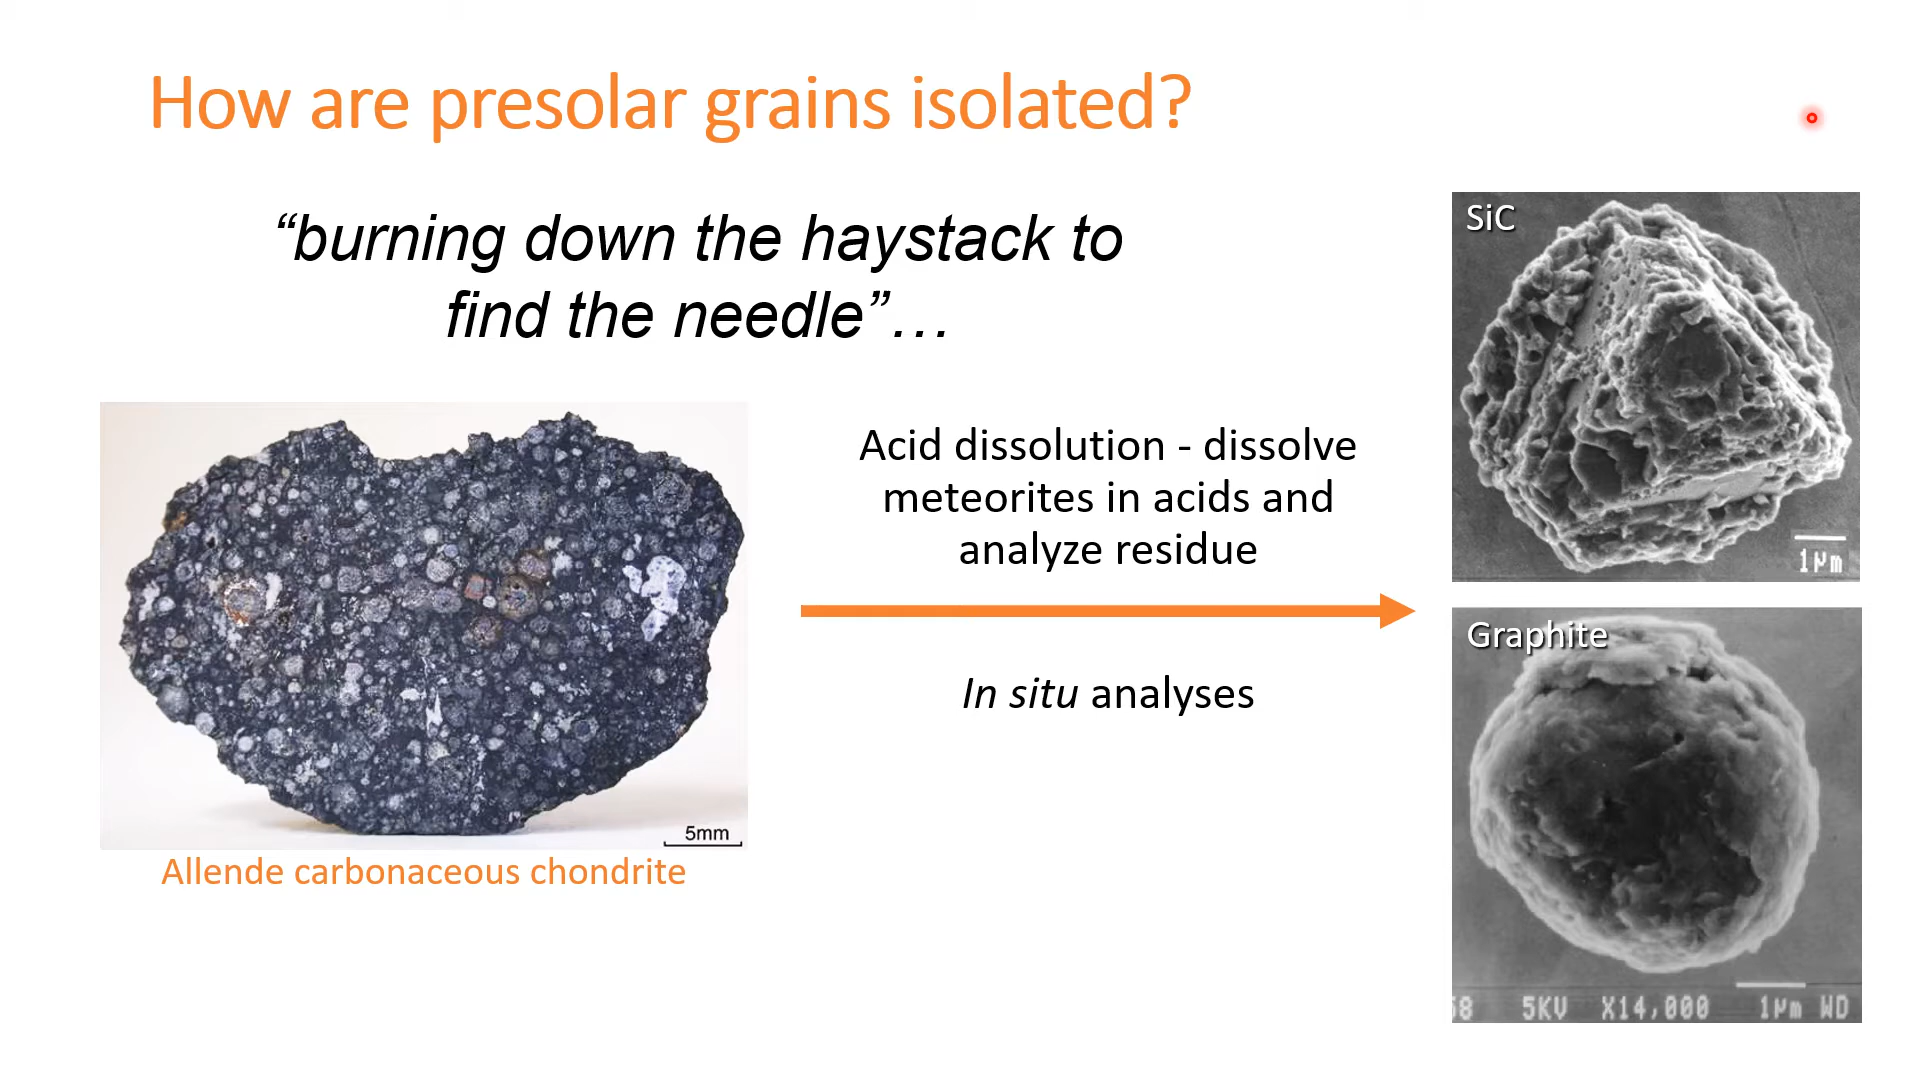 How are presolar grains isolated?
“burning down the haystack to
find the needle”…
Acid dissolution - dissolve
meteorites in acids and
analyze residue
In situ analyses
5mm
Allende carbonaceous chondrite
SiC
1µm
Graphite
5KV X14,000 1µm WD